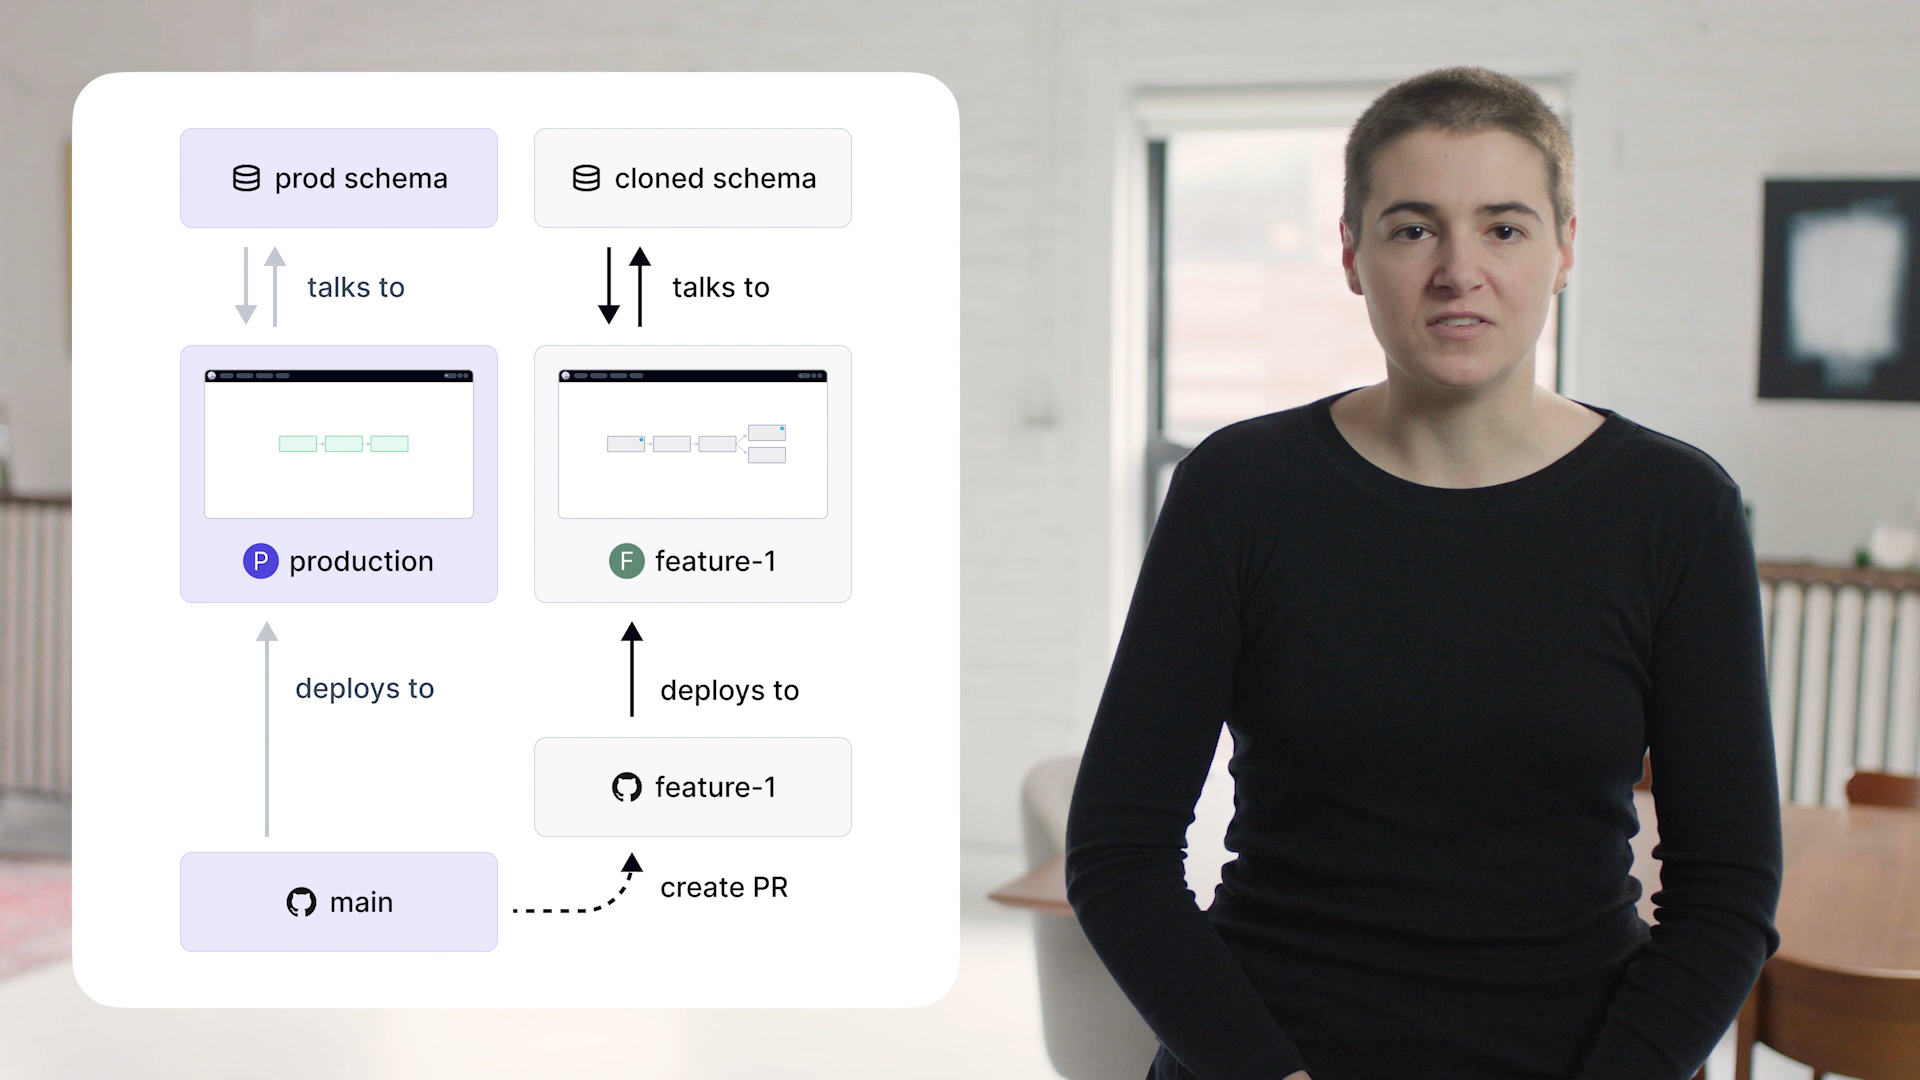 prod schema
cloned schema
talks to
talks to
P production
F feature-1
deploys to
deploys to
feature-1
create PR
main